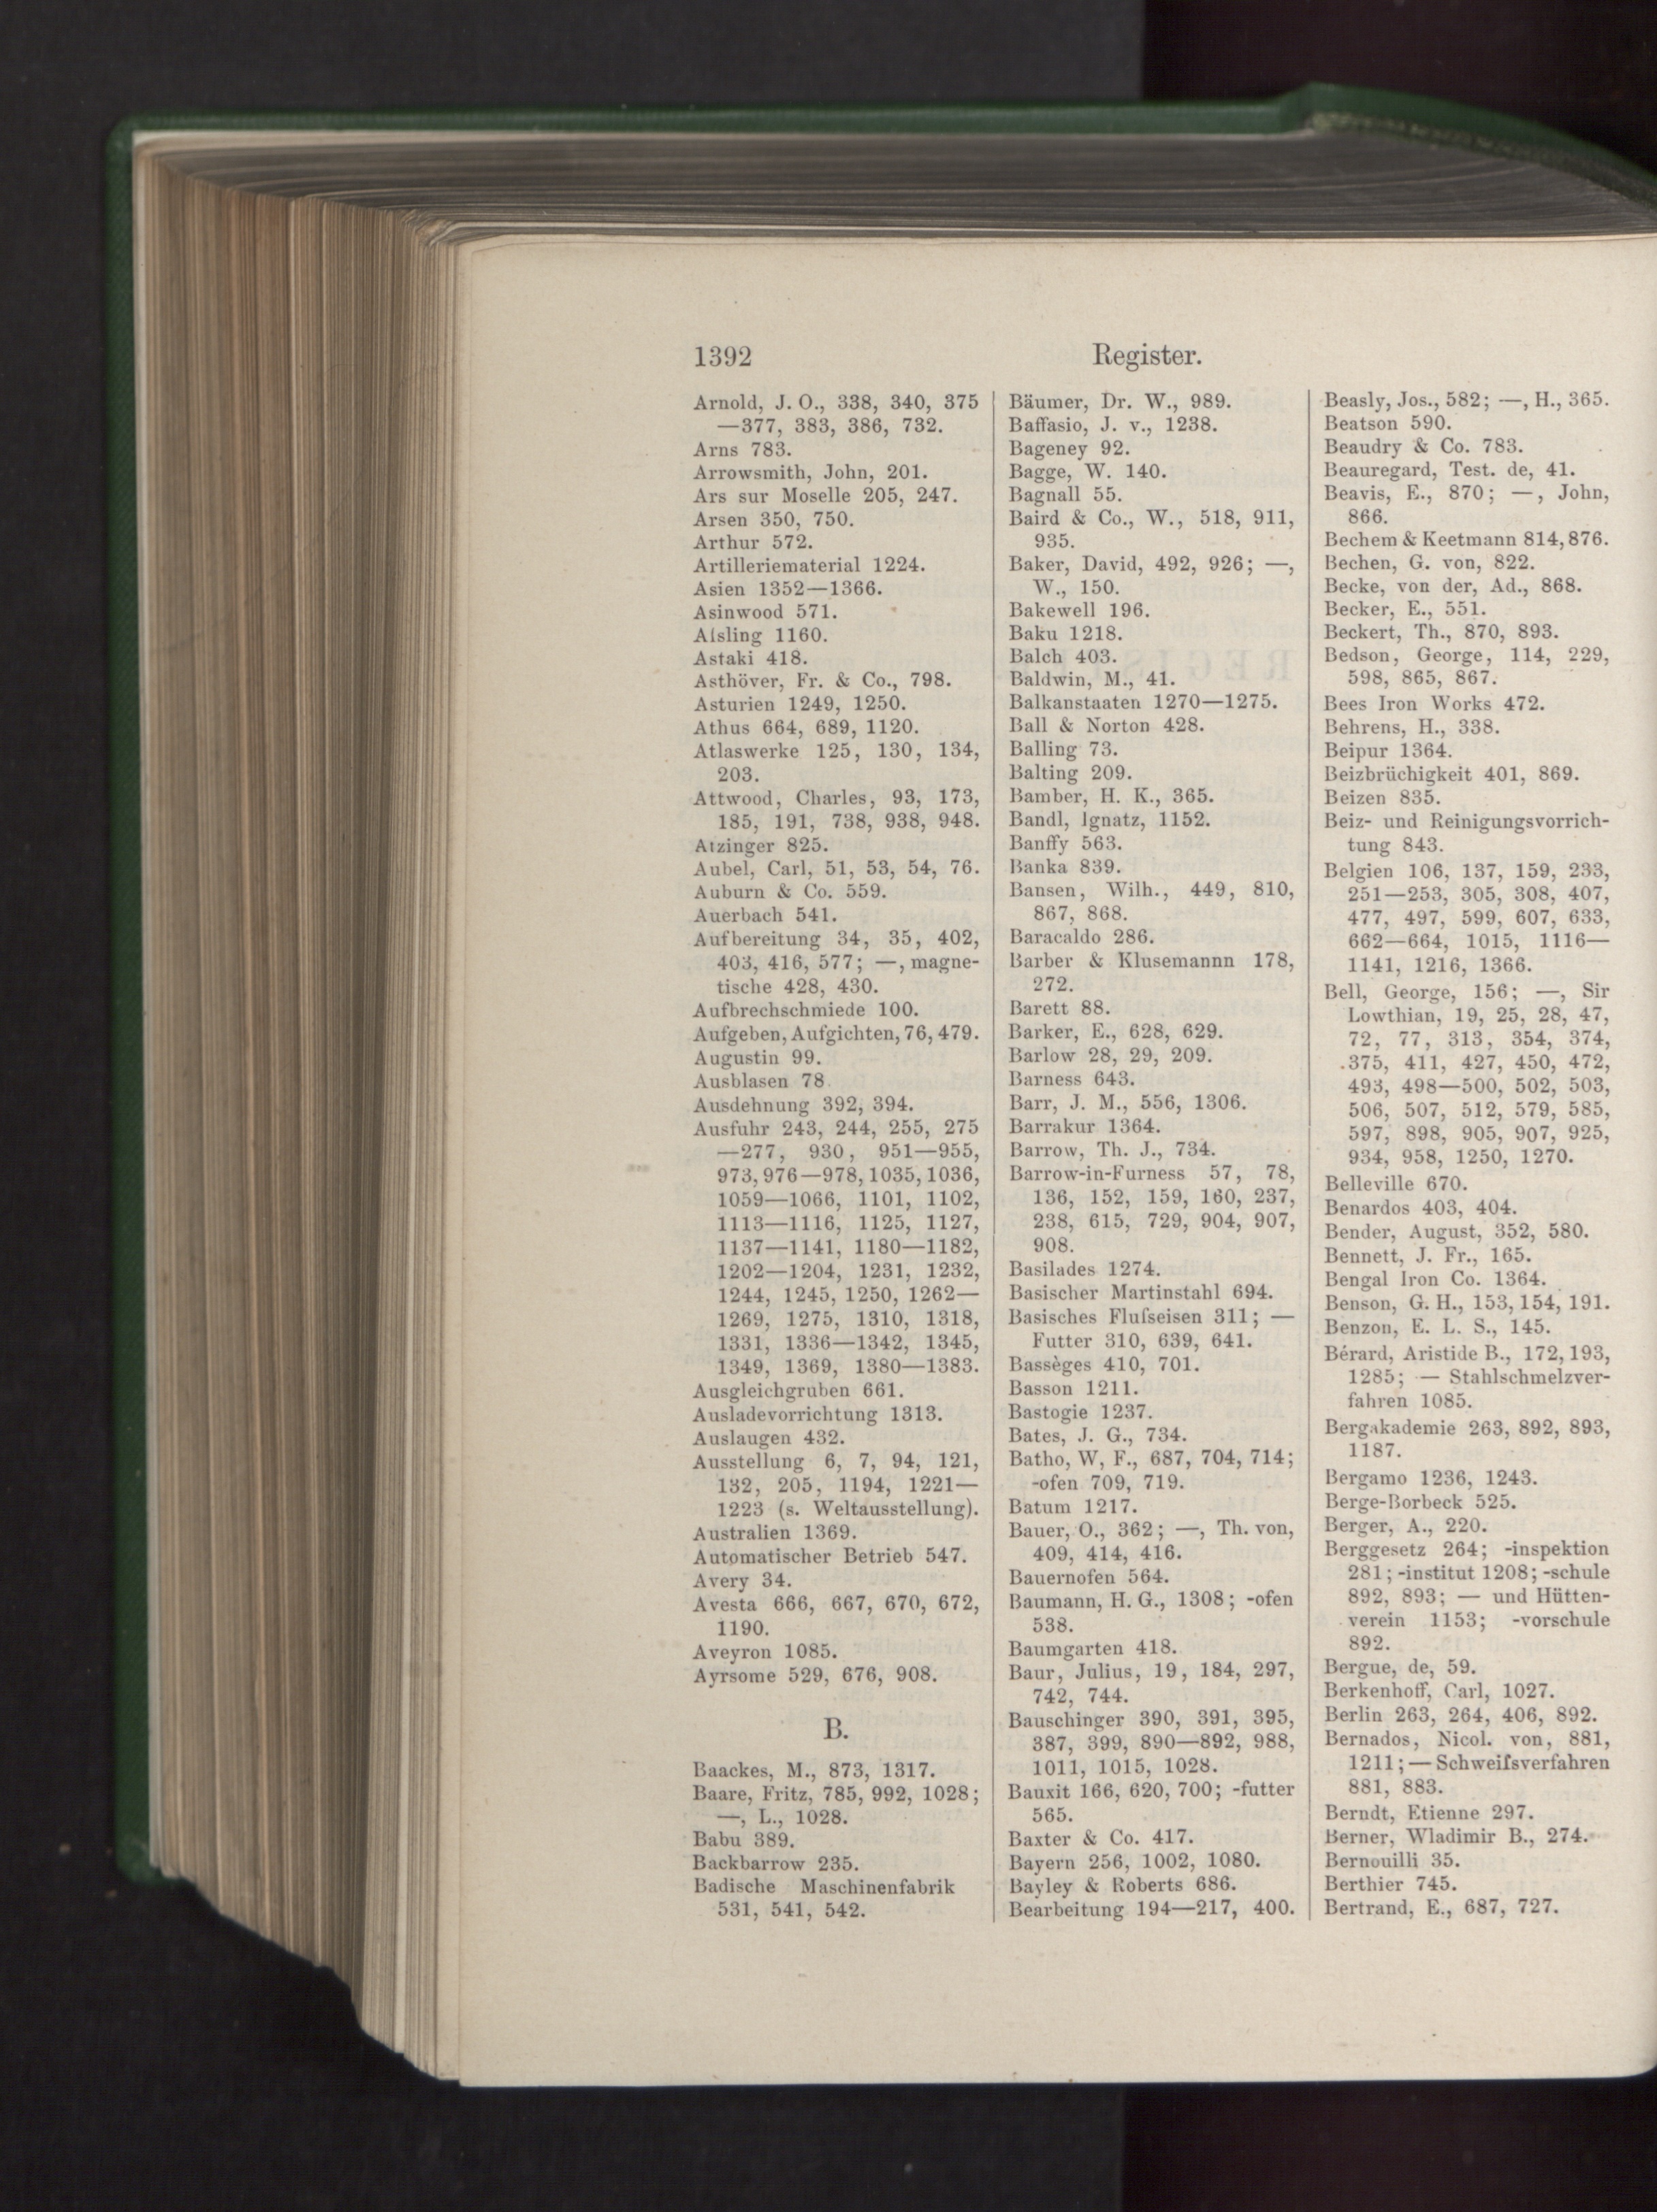 1392
Register.
Arnold, J. O., 338, 340, 375
—377, 383, 386, 732.
Arns 783.
Arrowsmith, John, 201.
Ars sur Moselle 205, 247.
Arsen 350, 750.
Arthur 572.
Artilleriematerial 1224.
Asien 1352—1366.
Asinwood 571.
Aisling 1160.
Astaki 418.
Asthöver, Fr. & Co., 798.
Asturien 1249, 1250.
Athus 664, 689, 1120.
Atlaswerke 125, 130, 134,
203.
Attwood, Charles, 93, 173,
185, 191, 738, 938, 948.
Atzinger 825.
Aubel, Carl, 51, 53, 54, 76.
Auburn & Co. 559.
Auerbach 541.
Aufbereitung 34, 35, 402,
403, 416, 577; —, magne-
tische 428, 430.
Aufbrechschmiede 100.
Aufgeben, Aufgichten, 76, 479.
Augustin 99.
Ausblasen 78
Ausdehnung 392, 394.
Ausfuhr 243, 244, 255, 275
—277, 930, 951—955,
973, 976—978, 1035, 1036,
1059—1066, 1101, 1102,
1113—1116, 1125, 1127,
1137—1141, 1180—1182,
1202—1204, 1231, 1232,
1244, 1245, 1250, 1262—
1269, 1275, 1310, 1318,
1331, 1336—1342, 1345,
1349, 1369, 1380—1383.
Ausgleichgruben 661.
Ausladevorrichtung 1313.
Auslaugen 432.
Ausstellung 6, 7, 94, 121,
132, 205, 1194, 1221—
1223 (s. Weltausstellung).
Australien 1369.
Automatischer Betrieb 547.
Avery 34.
Avesta 666, 667, 670, 672,
1190.
Aveyron 1085.
Ayrsome 529, 676, 908.
B.
Baackes, M., 873, 1317.
Baare, Fritz, 785, 992, 1028;
—, L., 1028.
Babu 389.
Backbarrow 235.
Badische Maschinenfabrik
531, 541, 542.
Bäumer, Dr. W., 989.
Baffasio, J. v., 1238.
Bageney 92.
Bagge, W. 140.
Bagnall 55.
Baird & Co., W., 518, 911,
935.
Baker, David, 492, 926; —,
W., 150.
Bakewell 196.
Baku 1218.
Balch 403.
Baldwin, M., 41.
Balkanstaaten 1270—1275.
Ball & Norton 428.
Balling 73.
Balting 209.
Bamber, H. K., 365.
Bandl, Ignatz, 1152.
Banffy 563.
Banka 839.
Bansen, Wilh., 449, 810,
867, 868.
Baracaldo 286.
Barber & Klusemannn 178,
272.
Barett 88.
Barker, E., 628, 629.
Barlow 28, 29, 209.
Barness 643.
Barr, J. M., 556, 1306.
Barrakur 1364.
Barrow, Th. J., 734.
Barrow-in-Furness 57, 78,
136, 152, 159, 160, 237,
238, 615, 729, 904, 907,
908.
Basilades 1274.
Basischer Martinstahl 694.
Basisches Fluſseisen 311; —
Futter 310, 639, 641.
Bassèges 410, 701.
Basson 1211.
Bastogie 1237.
Bates, J. G., 734.
Batho, W, F., 687, 704, 714;
-ofen 709, 719.
Batum 1217.
Bauer, O., 362; —, Th. von,
409, 414, 416.
Bauernofen 564.
Baumann, H. G., 1308; -ofen
538.
Baumgarten 418.
Baur, Julius, 19, 184, 297,
742, 744.
Bauschinger 390, 391, 395,
387, 399, 890—892, 988,
1011, 1015, 1028.
Bauxit 166, 620, 700; -futter
565.
Baxter & Co. 417.
Bayern 256, 1002, 1080.
Bayley & Roberts 686.
Bearbeitung 194—217, 400.
Beasly, Jos., 582; —, H., 365.
Beatson 590.
Beaudry & Co. 783.
Beauregard, Test. de, 41.
Beavis, E., 870; —, John,
866.
Bechem & Keetmann 814, 876.
Bechen, G. von, 822.
Becke, von der, Ad., 868.
Becker, E., 551.
Beckert, Th., 870, 893.
Bedson, George, 114, 229,
598, 865, 867.
Bees Iron Works 472.
Behrens, H., 338.
Beipur 1364.
Beizbrüchigkeit 401, 869.
Beizen 835.
Beiz- und Reinigungsvorrich-
tung 843.
Belgien 106, 137, 159, 233,
251—253, 305, 308, 407,
477, 497, 599, 607, 633,
662—664, 1015, 1116—
1141, 1216, 1366.
Bell, George, 156; —, Sir
Lowthian, 19, 25, 28, 47,
72, 77, 313, 354, 374,
375, 411, 427, 450, 472,
493, 498—500, 502, 503,
506, 507, 512, 579, 585,
597, 898, 905, 907, 925,
934, 958, 1250, 1270.
Belleville 670.
Benardos 403, 404.
Bender, August, 352, 580.
Bennett, J. Fr., 165.
Bengal Iron Co. 1364.
Benson, G. H., 153, 154, 191.
Benzon, E. L. S., 145.
Bérard, Aristide B., 172, 193,
1285; — Stahlschmelzver-
fahren 1085.
Bergakademie 263, 892, 893,
1187.
Bergamo 1236, 1243.
Berge-Borbeck 525.
Berger, A., 220.
Berggesetz 264; -inspektion
281; -institut 1208; -schule
892, 893; — und Hütten-
verein 1153; -vorschule
892.
Bergue, de, 59.
Berkenhoff, Carl, 1027.
Berlin 263, 264, 406, 892.
Bernados, Nicol. von, 881,
1211; — Schweiſsverfahren
881, 883.
Berndt, Etienne 297.
Berner, Wladimir B., 274.
Bernouilli 35.
Berthier 745.
Bertrand, E., 687, 727.